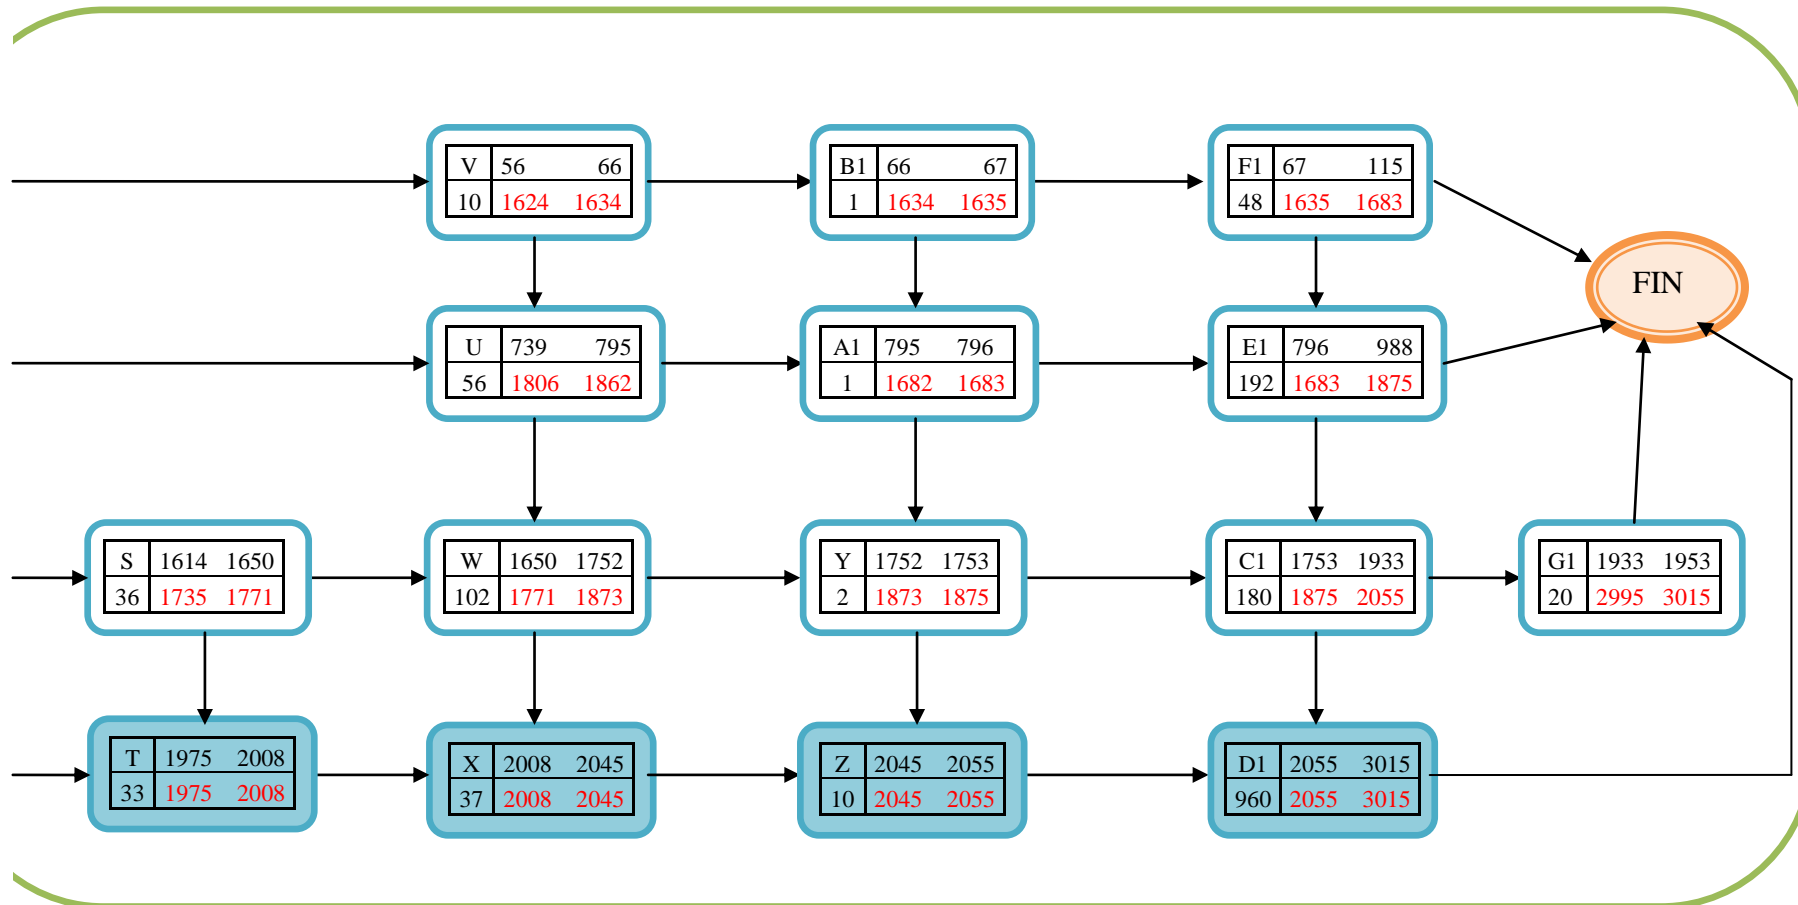 V 56 66
10 1624 1634
B1 66 67
1 1634 1635
F1 67 115
48 1635 1683
FIN
U 739 795
56 1806 1862
A1 795 796
1 1682 1683
E1 796 988
192 1683 1875
S 1614 1650
36 1735 1771
W 1650 1752
102 1771 1873
Y 1752 1753
2 1873 1875
C1 1753 1933
180 1875 2055
G1 1933 1953
20 2995 3015
T 1975 2008
33 1975 2008
X 2008 2045
37 2008 2045
Z 2045 2055
10 2045 2055
D1 2055 3015
960 2055 3015